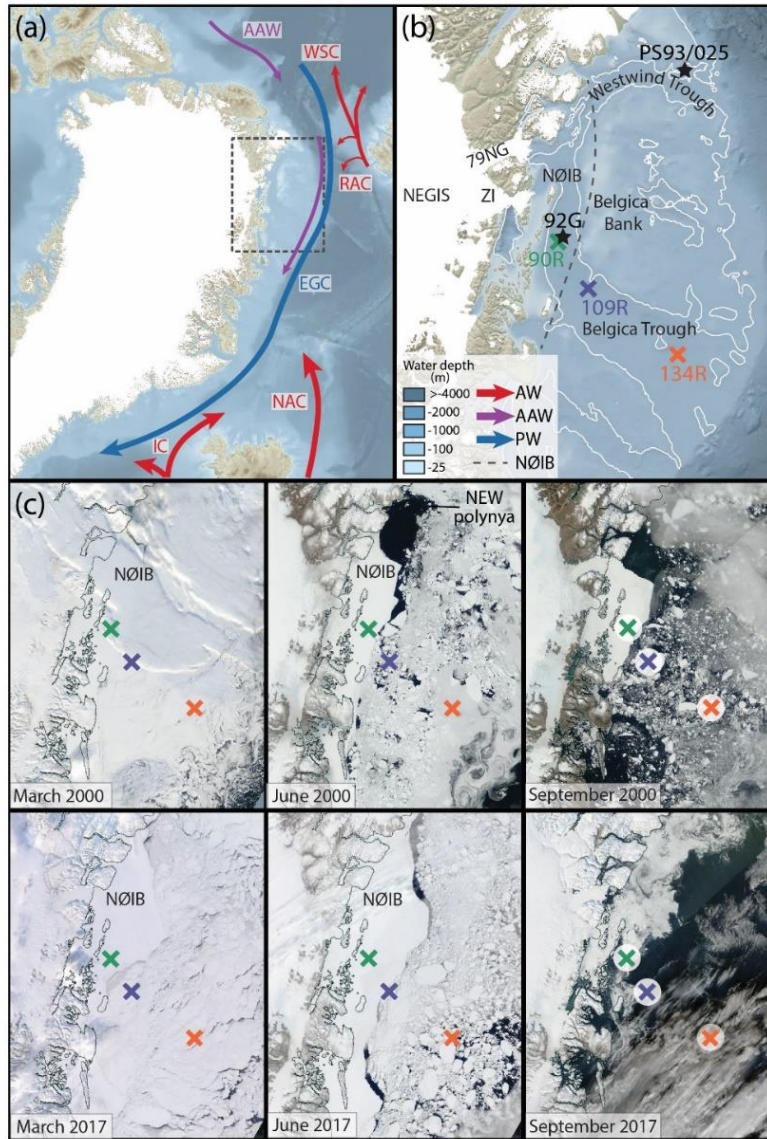 (a)
AAW
WSC
RAC
EGC
NAC
IC
(b)
PS93/025
Westwind Trough
79NG
NØIB
NEGIS
ZI
Belgica
Bank
92G
90R
109R
Belgica Trough
134R
Water depth
(m)
>-4000
-2000
-1000
-100
-25
AW
AAW
PW
NØIB
(c)
NØIB
March 2000
NEW
polynya
NØIB
June 2000
NØIB
September 2000
NØIB
March 2017
NØIB
June 2017
September 2017